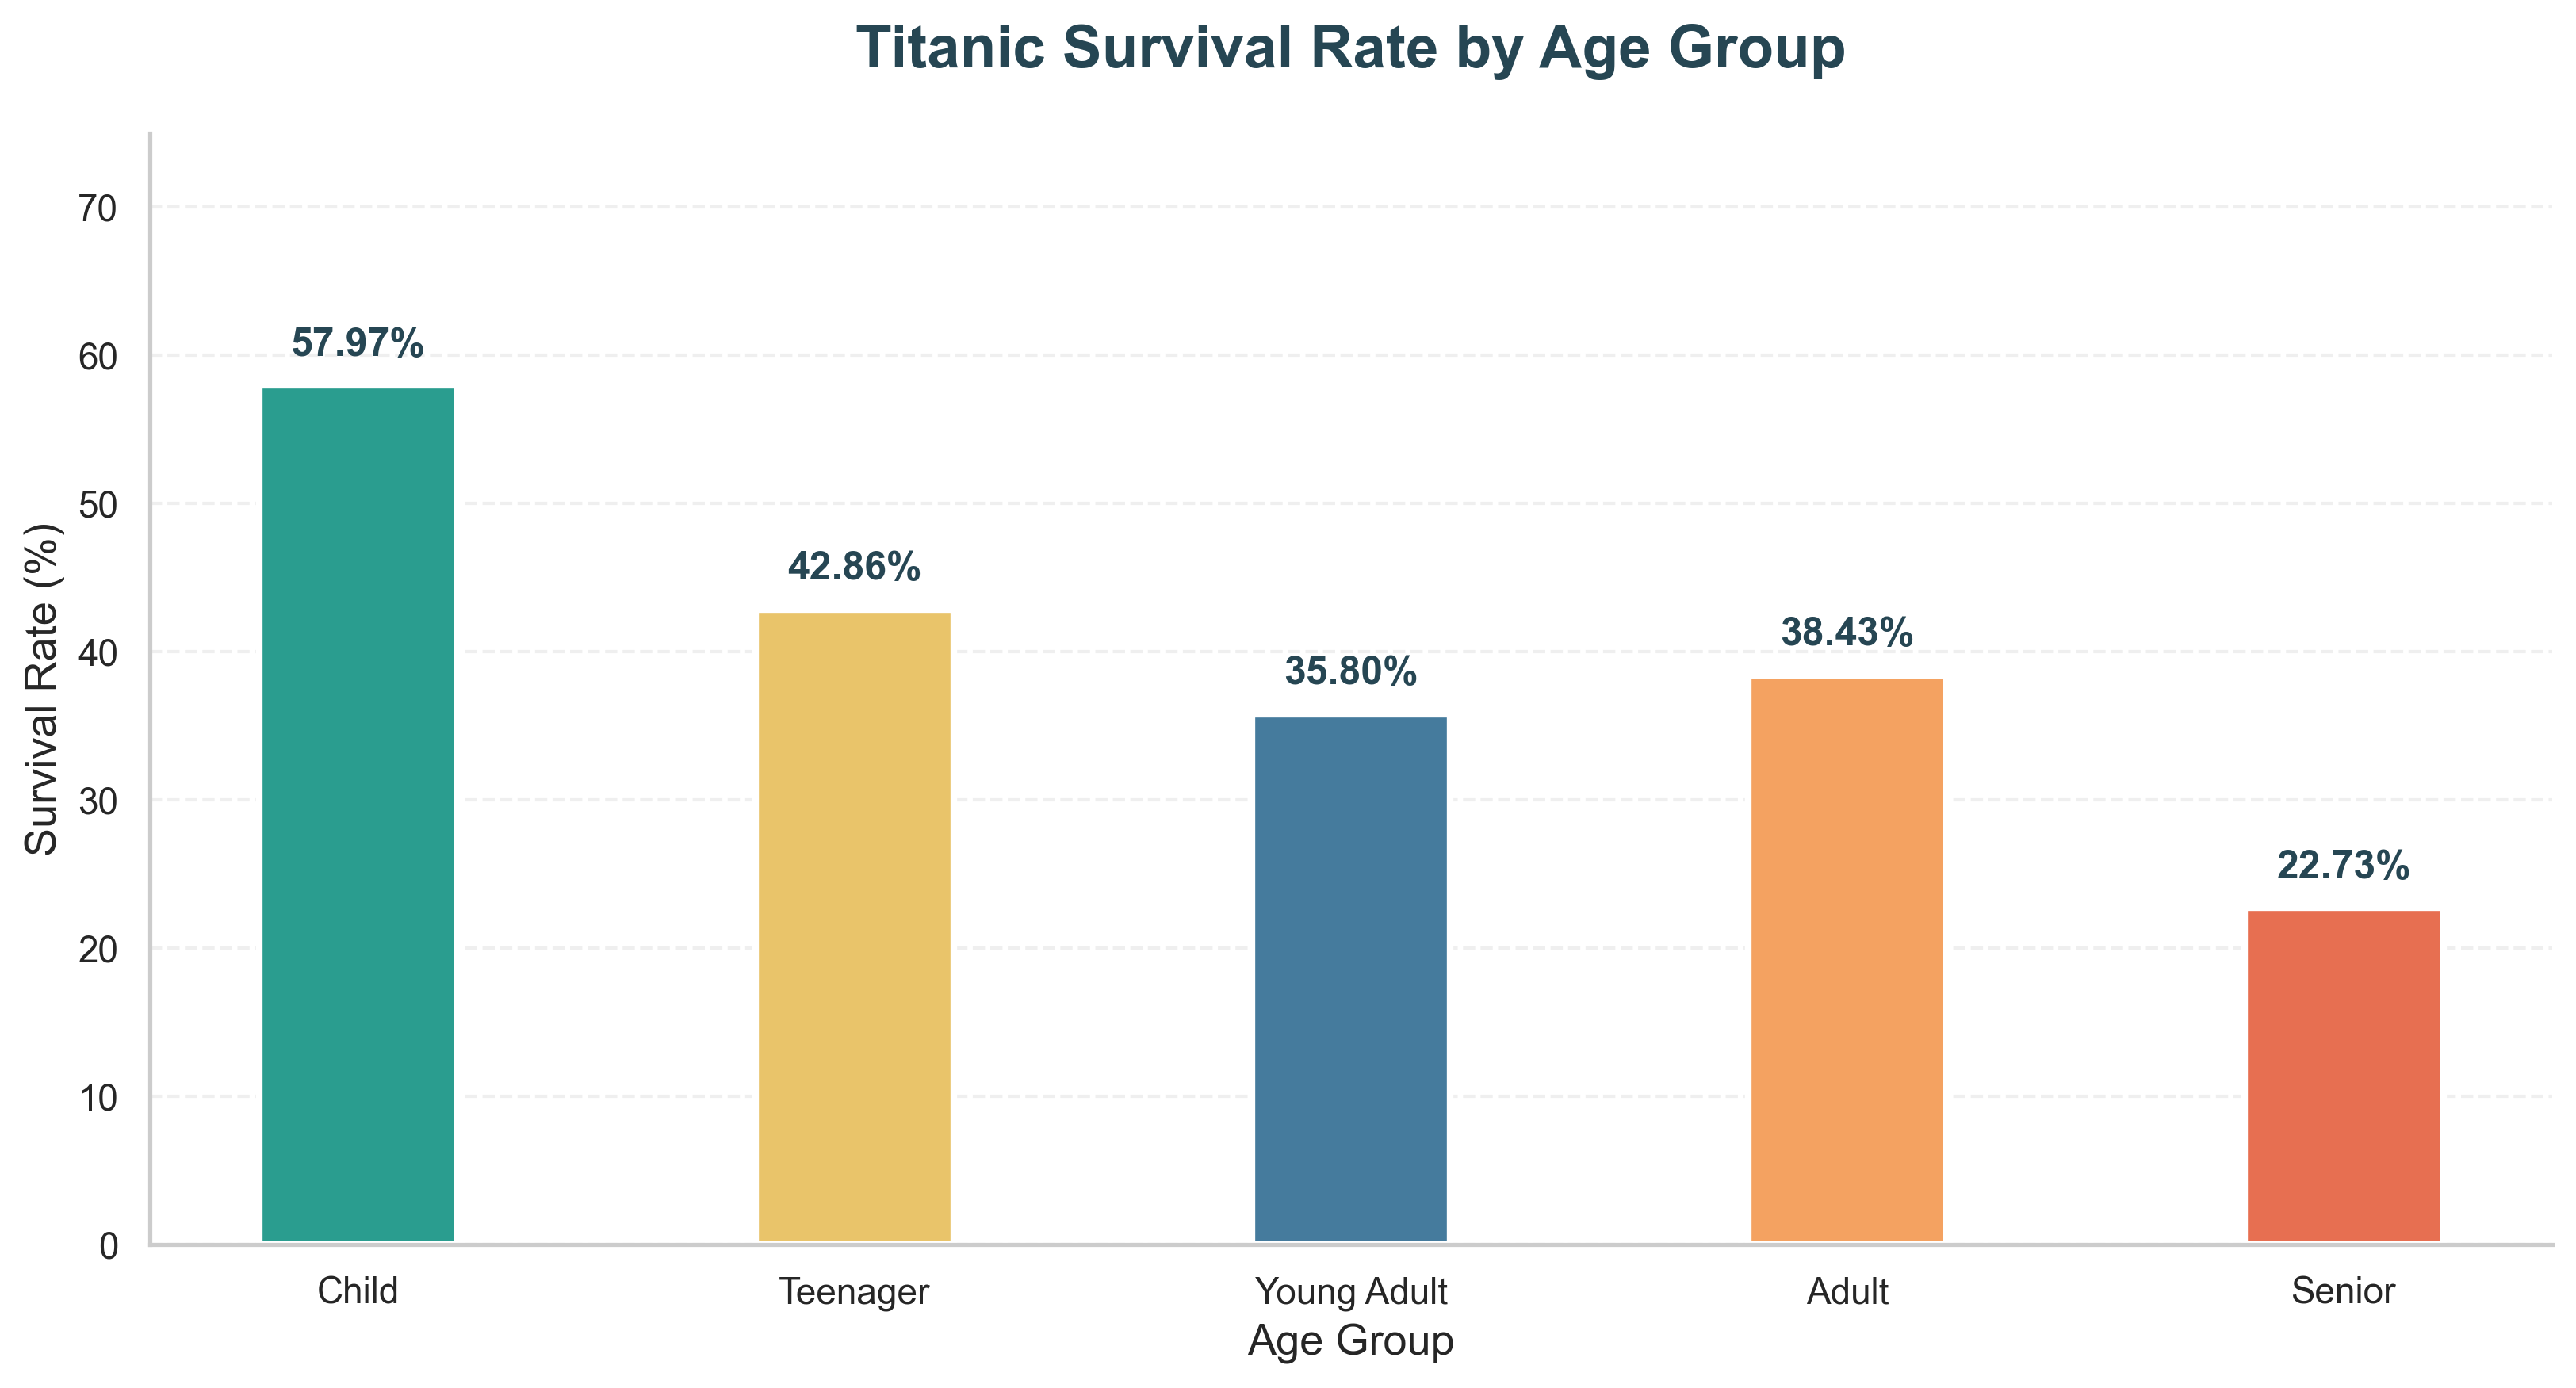 Titanic Survival Rate by Age Group
Survival Rate (%)
70
60
50
40
30
20
10
0
57.97%
42.86%
35.80%
38.43%
22.73%
Child
Teenager
Young Adult
Adult
Senior
Age Group